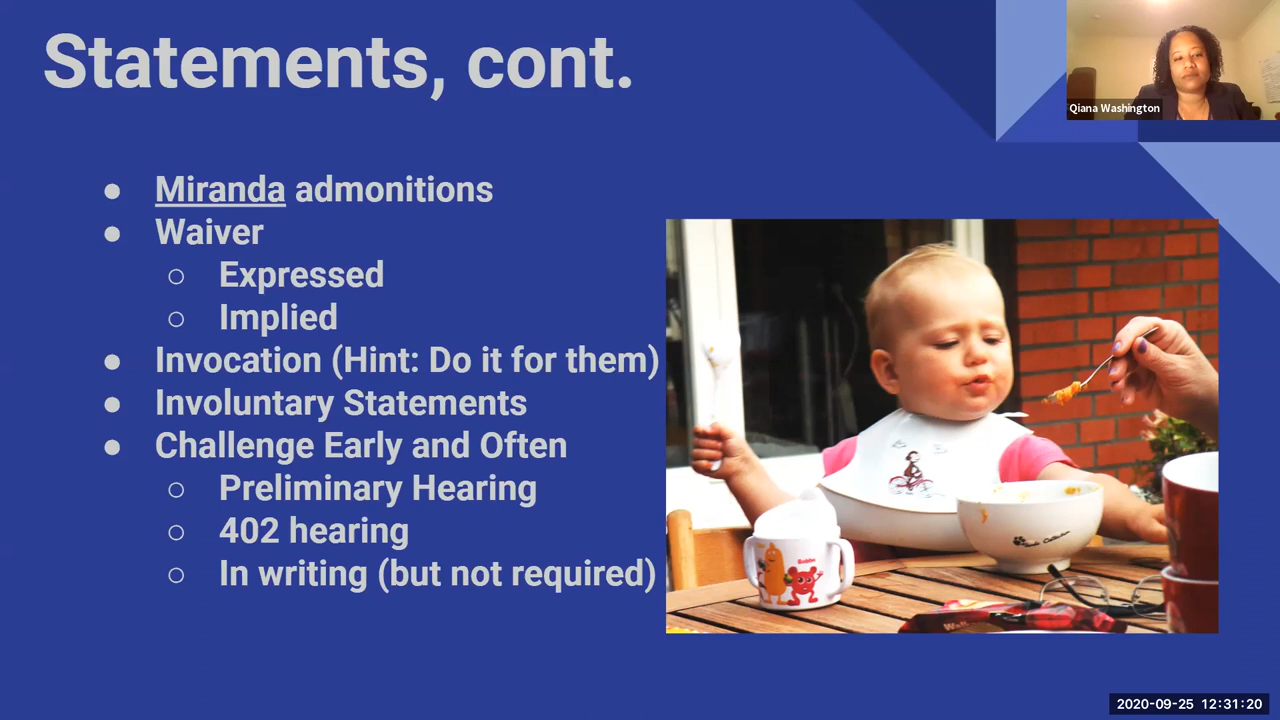 Statements, cont.
Qiana Washington
● Miranda admonitions
● Waiver
○ Expressed
○ Implied
● Invocation (Hint: Do it for them)
● Involuntary Statements
● Challenge Early and Often
○ Preliminary Hearing
○ 402 hearing
○ In writing (but not required)
2020-09-25 12:31:20